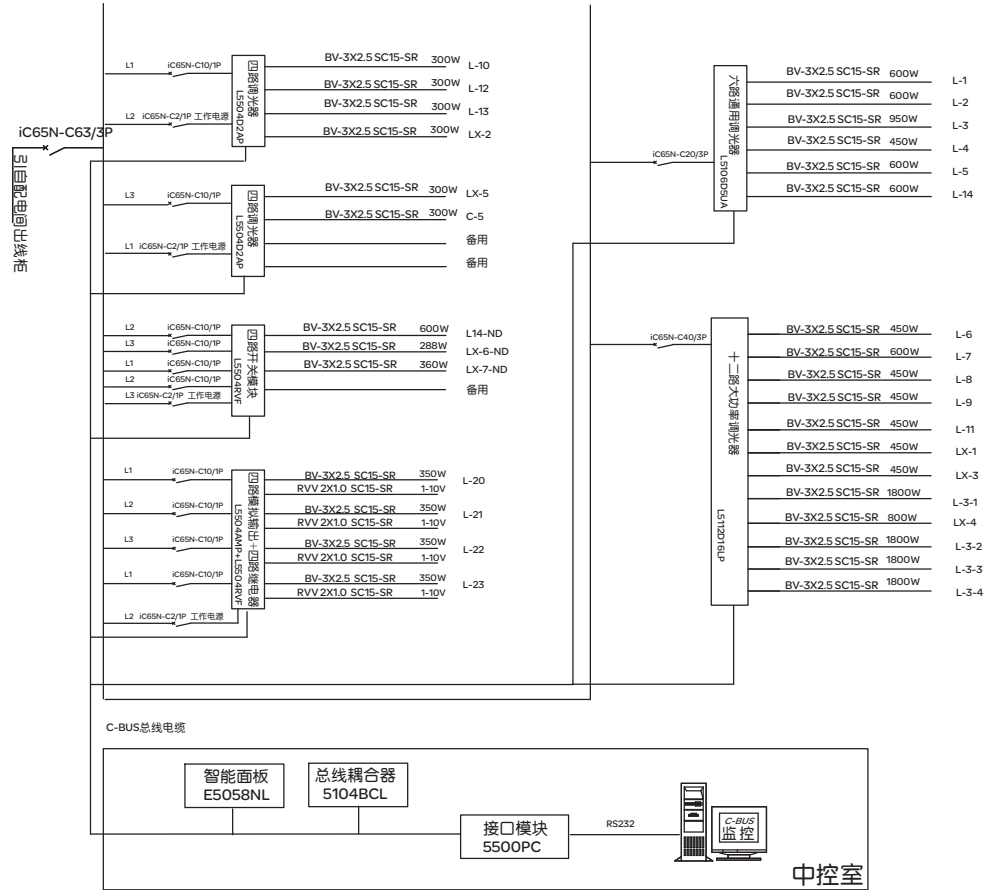 iC65N-C63/3P
引自配电间出线柜
L1 iC65N-C10/1P
L2 iC65N-C2/1P 工作电源
四路调光器
L5504D2AP
BV-3X2.5 SC15-SR 300W L-10
BV-3X2.5 SC15-SR 300W L-12
BV-3X2.5 SC15-SR 300W L-13
BV-3X2.5 SC15-SR 300W LX-2
L3 iC65N-C10/1P
L1 iC65N-C2/1P 工作电源
四路调光器
L5504D2AP
BV-3X2.5 SC15-SR 300W LX-5
BV-3X2.5 SC15-SR 300W C-5
备用
备用
L2 iC65N-C10/1P
L3 iC65N-C10/1P
L1 iC65N-C10/1P
L2 iC65N-C10/1P
L3 iC65N-C2/1P 工作电源
四路开关模块
L5504RVF
BV-3X2.5 SC15-SR 600W L14-ND
BV-3X2.5 SC15-SR 288W LX-6-ND
BV-3X2.5 SC15-SR 360W LX-7-ND
备用
L1 iC65N-C10/1P
L2 iC65N-C10/1P
L3 iC65N-C10/1P
L1 iC65N-C10/1P
L2 iC65N-C2/1P 工作电源
四路模拟输出+四路继电器
L5504AMP+L5504RVF
BV-3X2.5 SC15-SR 350W L-20
RVV 2X1.0 SC15-SR 1-10V
BV-3X2.5 SC15-SR 350W L-21
RVV 2X1.0 SC15-SR 1-10V
BV-3X2.5 SC15-SR 350W L-22
RVV 2X1.0 SC15-SR 1-10V
BV-3X2.5 SC15-SR 350W L-23
RVV 2X1.0 SC15-SR 1-10V
iC65N-C20/3P
六路通用调光器
L5106D5UA
BV-3X2.5 SC15-SR 600W L-1
BV-3X2.5 SC15-SR 600W L-2
BV-3X2.5 SC15-SR 950W L-3
BV-3X2.5 SC15-SR 450W L-4
BV-3X2.5 SC15-SR 600W L-5
BV-3X2.5 SC15-SR 600W L-14
iC65N-C40/3P
十二路大功率调光器
L5112D16LP
BV-3X2.5 SC15-SR 450W L-6
BV-3X2.5 SC15-SR 600W L-7
BV-3X2.5 SC15-SR 450W L-8
BV-3X2.5 SC15-SR 450W L-9
BV-3X2.5 SC15-SR 450W L-11
BV-3X2.5 SC15-SR 450W LX-1
BV-3X2.5 SC15-SR 450W LX-3
BV-3X2.5 SC15-SR 1800W L-3-1
BV-3X2.5 SC15-SR 800W LX-4
BV-3X2.5 SC15-SR 1800W L-3-2
BV-3X2.5 SC15-SR 1800W L-3-3
BV-3X2.5 SC15-SR 1800W L-3-4
C-BUS总线电缆
智能面板
E5058NL
总线耦合器
5104BCL
接口模块
5500PC
RS232
C-BUS
监控
中控室